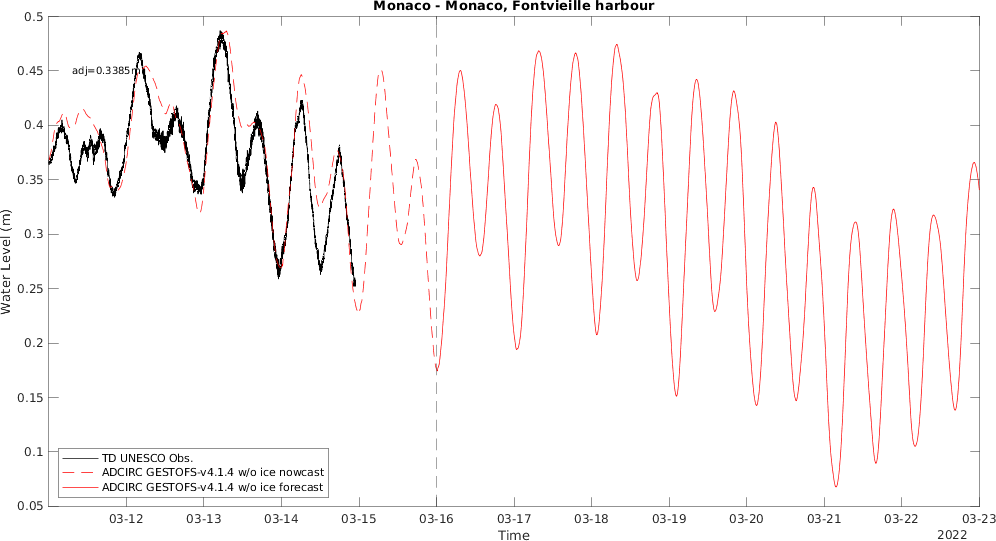 Monaco - Monaco, Fontvieille harbour
0.5
0.45
0.4
0.35
0.3
0.25
0.2
0.15
0.1
0.05
Water Level (m)
adj=0.3385m
TD UNESCO Obs.
ADCIRC GESTOFS-v4.1.4 w/o ice nowcast
ADCIRC GESTOFS-v4.1.4 w/o ice forecast
03-12 03-13 03-14 03-15 03-16 03-17 03-18 03-19 03-20 03-21 03-22 03-23
Time
2022